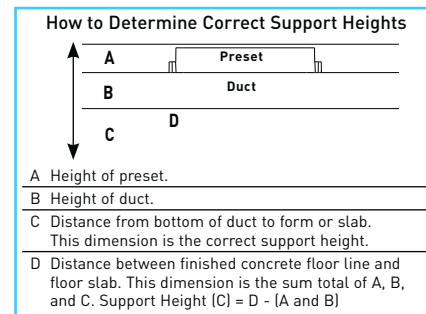 How to Determine Correct Support Heights
A
Preset
B
Duct
D
C
A Height of preset.
B Height of duct.
C Distance from bottom of duct to form or slab.
This dimension is the correct support height.
D Distance between finished concrete floor line and
floor slab. This dimension is the sum total of A, B,
and C. Support Height (C) = D - (A and B)